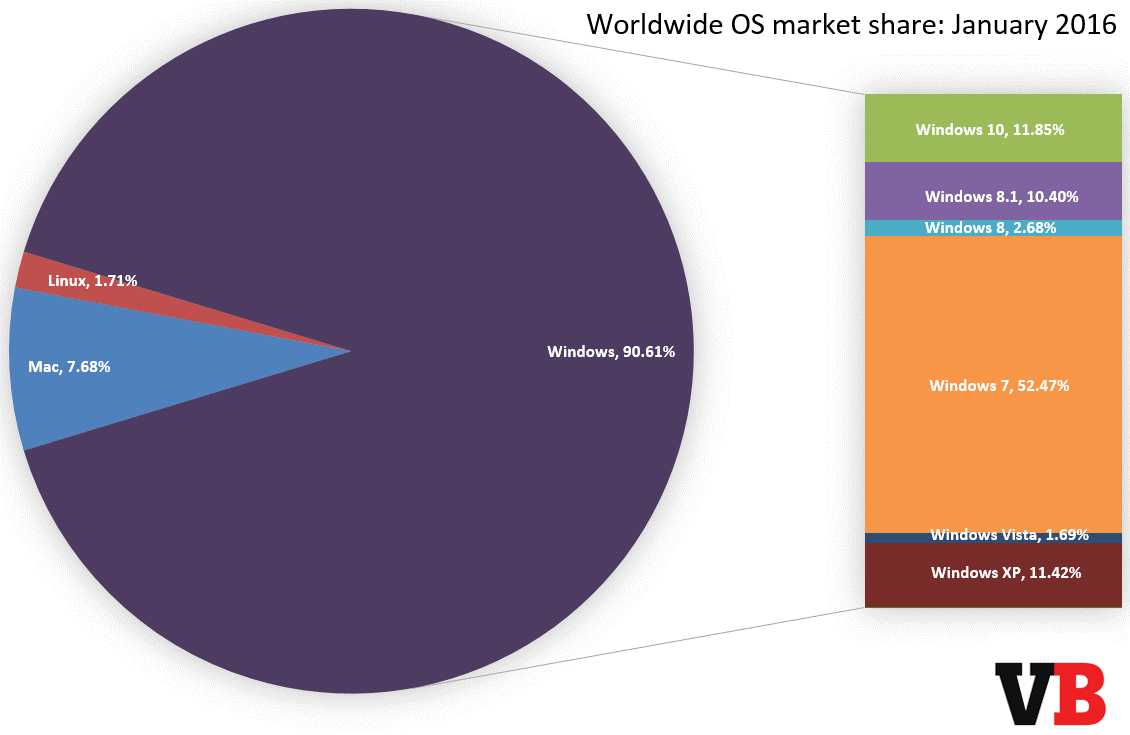 Worldwide OS market share: January 2016
Windows 10, 11.85%
Windows 8.1, 10.40%
Windows 8, 2.68%
Linux, 1.71%
Windows, 90.61%
Mac, 7.68%
Windows 7, 52.47%
Windows Vista, 1.69%
Windows XP, 11.42%
VB